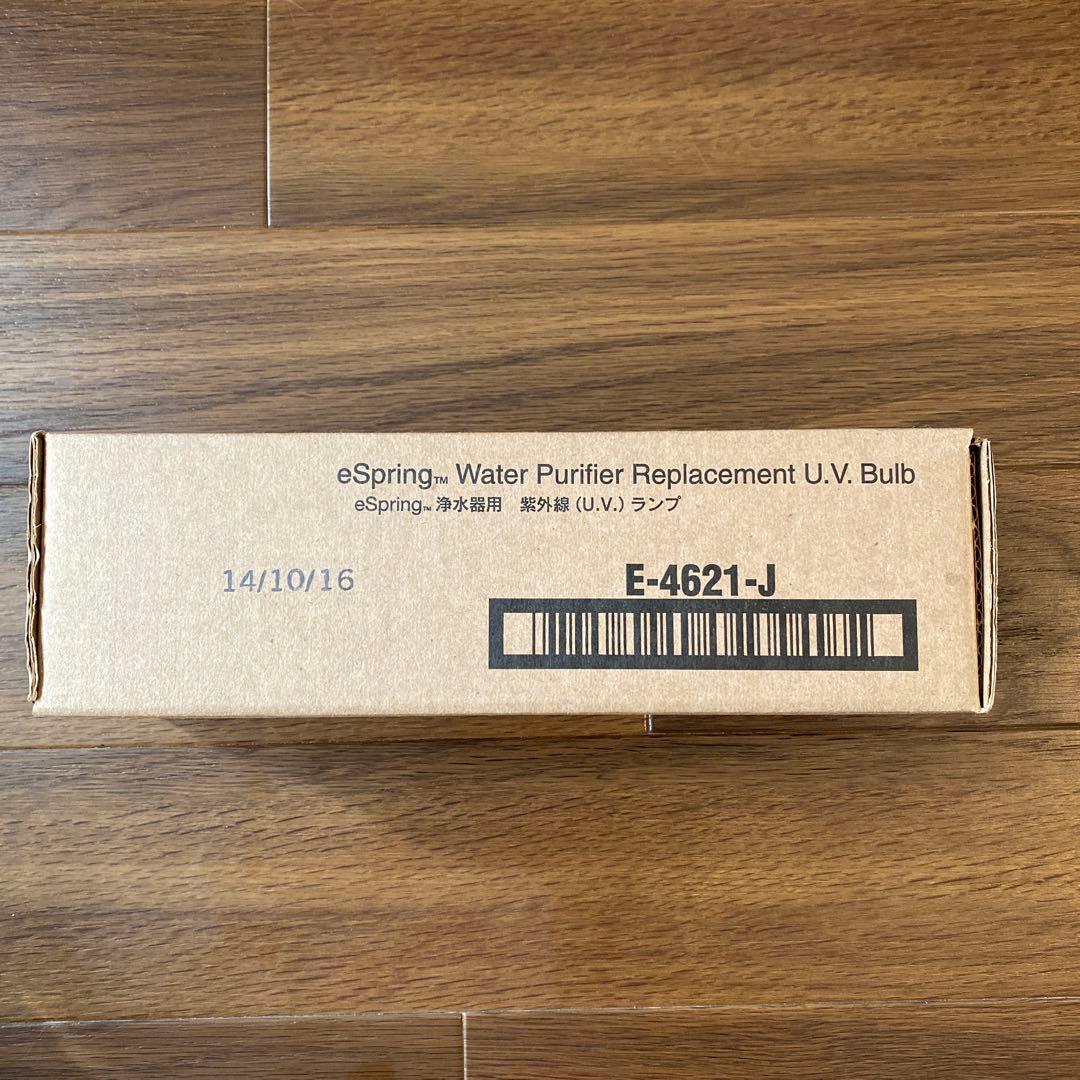 eSpring™ Water Purifier Replacement U.V. Bulb
eSpring™ 浄水器用　紫外線（U.V.）ランプ
14/10/16
E-4621-J